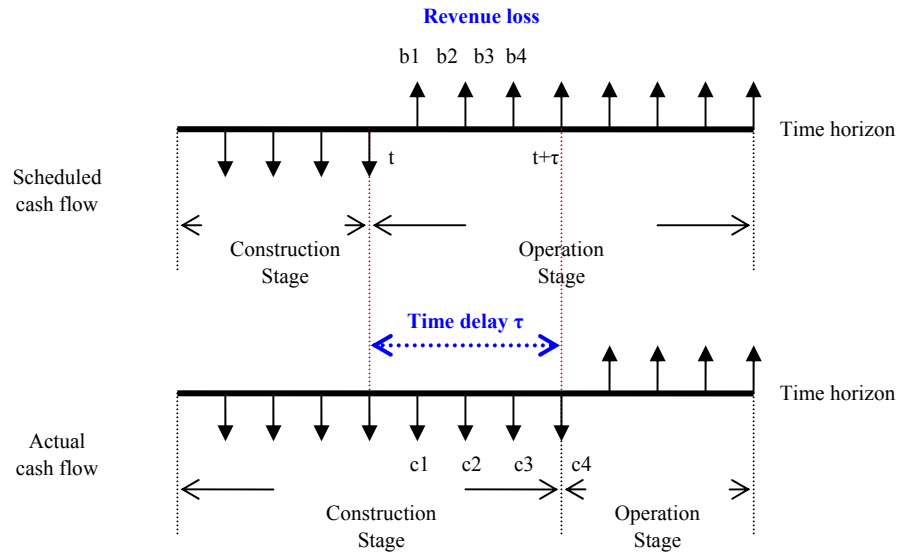 Revenue loss
b1 b2 b3 b4
Time horizon
t t+τ
Scheduled
cash flow
Construction
Stage
Operation
Stage
Time delay τ
Time horizon
Actual
cash flow
c1 c2 c3 c4
Construction
Stage
Operation
Stage